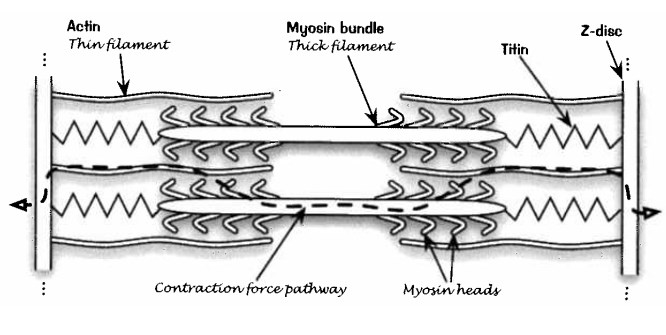 Actin
Thin filament
Myosin bundle
Thick filament
Titin
Z-disc
Contraction force pathway
Myosin heads